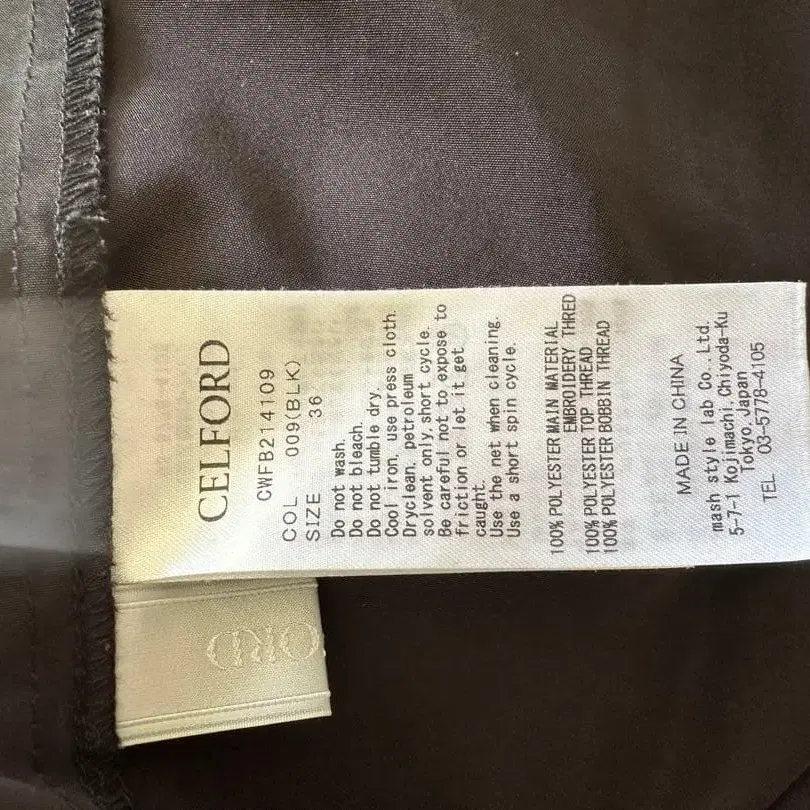 CELFORD
CWFB214109
COL 009(BLK)
SIZE 36
Do not wash.
Do not bleach.
Do not tumble dry.
Cool iron, use press cloth.
Dryclean, petroleum
solvent only, short cycle.
Be careful not to expose to
friction or let it get
caught.
Use the net when cleaning.
Use a short spin cycle.
100% POLYESTER MAIN MATERIAL
EMBROIDERY THRED
100% POLYESTER TOP THREAD
100% POLYESTER BOBBIN THREAD
MADE IN CHINA
mash style lab Co., Ltd.
5-7-1 Kojimachi, Chiyoda-Ku
Tokyo, Japan
TEL 03-5778-4105